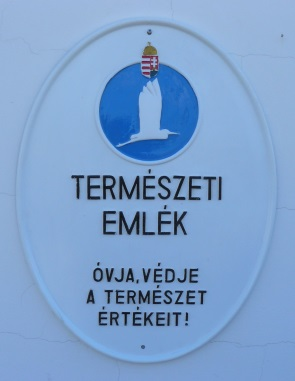 TERMÉSZETI
EMLÉK
ÓVJA, VÉDJE
A TERMÉSZET
ÉRTÉKEIT!